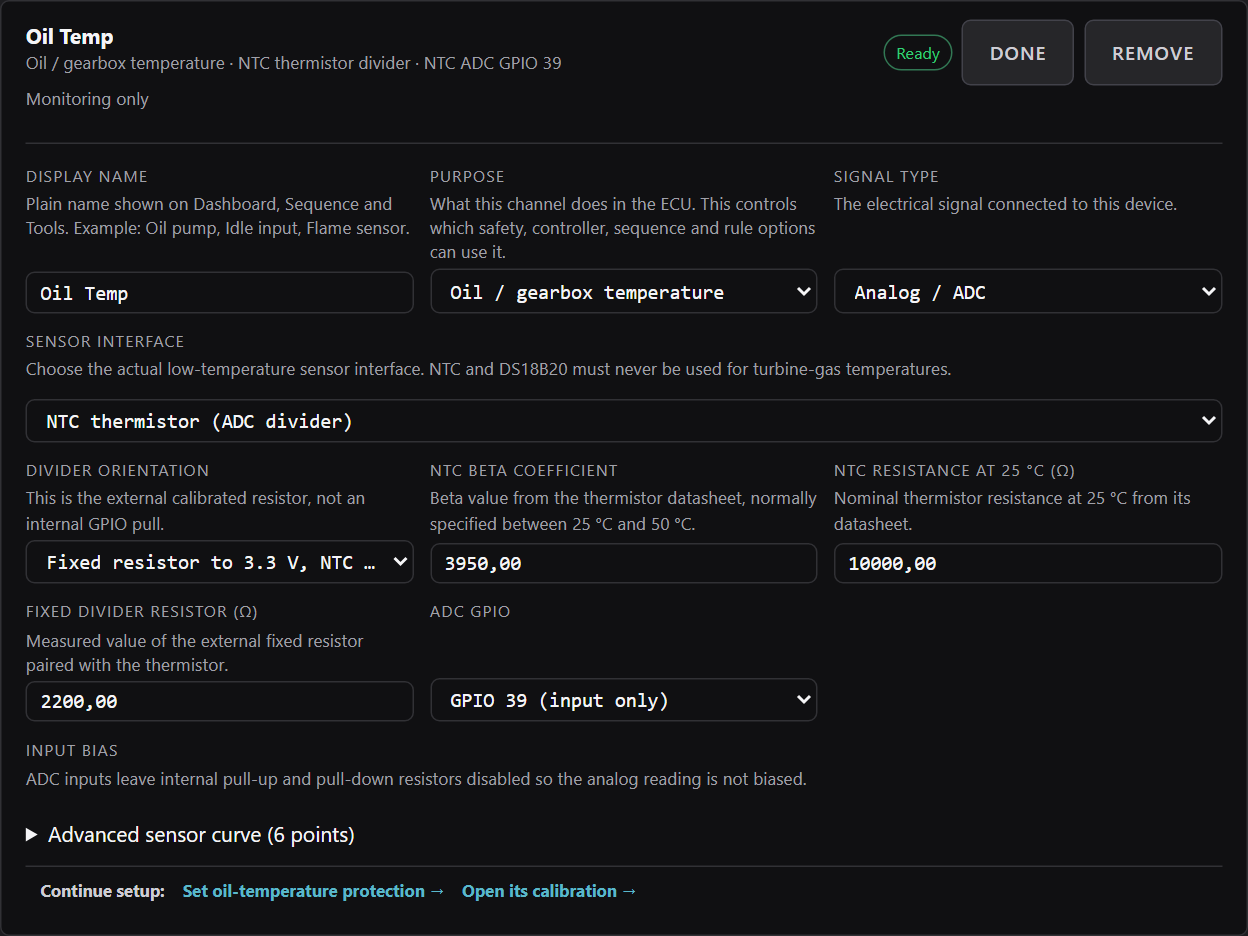 Oil Temp
Oil / gearbox temperature · NTC thermistor divider · NTC ADC GPIO 39
Monitoring only
Ready
DONE
REMOVE
DISPLAY NAME
Plain name shown on Dashboard, Sequence and
Tools. Example: Oil pump, Idle input, Flame sensor.
Oil Temp
PURPOSE
What this channel does in the ECU. This controls
which safety, controller, sequence and rule options
can use it.
Oil / gearbox temperature
SIGNAL TYPE
The electrical signal connected to this device.
Analog / ADC
SENSOR INTERFACE
Choose the actual low-temperature sensor interface. NTC and DS18B20 must never be used for turbine-gas temperatures.
NTC thermistor (ADC divider)
DIVIDER ORIENTATION
This is the external calibrated resistor, not an
internal GPIO pull.
Fixed resistor to 3.3 V, NTC …
NTC BETA COEFFICIENT
Beta value from the thermistor datasheet, normally
specified between 25 °C and 50 °C.
3950,00
NTC RESISTANCE AT 25 °C (Ω)
Nominal thermistor resistance at 25 °C from its
datasheet.
10000,00
FIXED DIVIDER RESISTOR (Ω)
Measured value of the external fixed resistor
paired with the thermistor.
2200,00
ADC GPIO
GPIO 39 (input only)
INPUT BIAS
ADC inputs leave internal pull-up and pull-down resistors disabled so the analog reading is not biased.
Advanced sensor curve (6 points)
Continue setup: Set oil-temperature protection → Open its calibration →